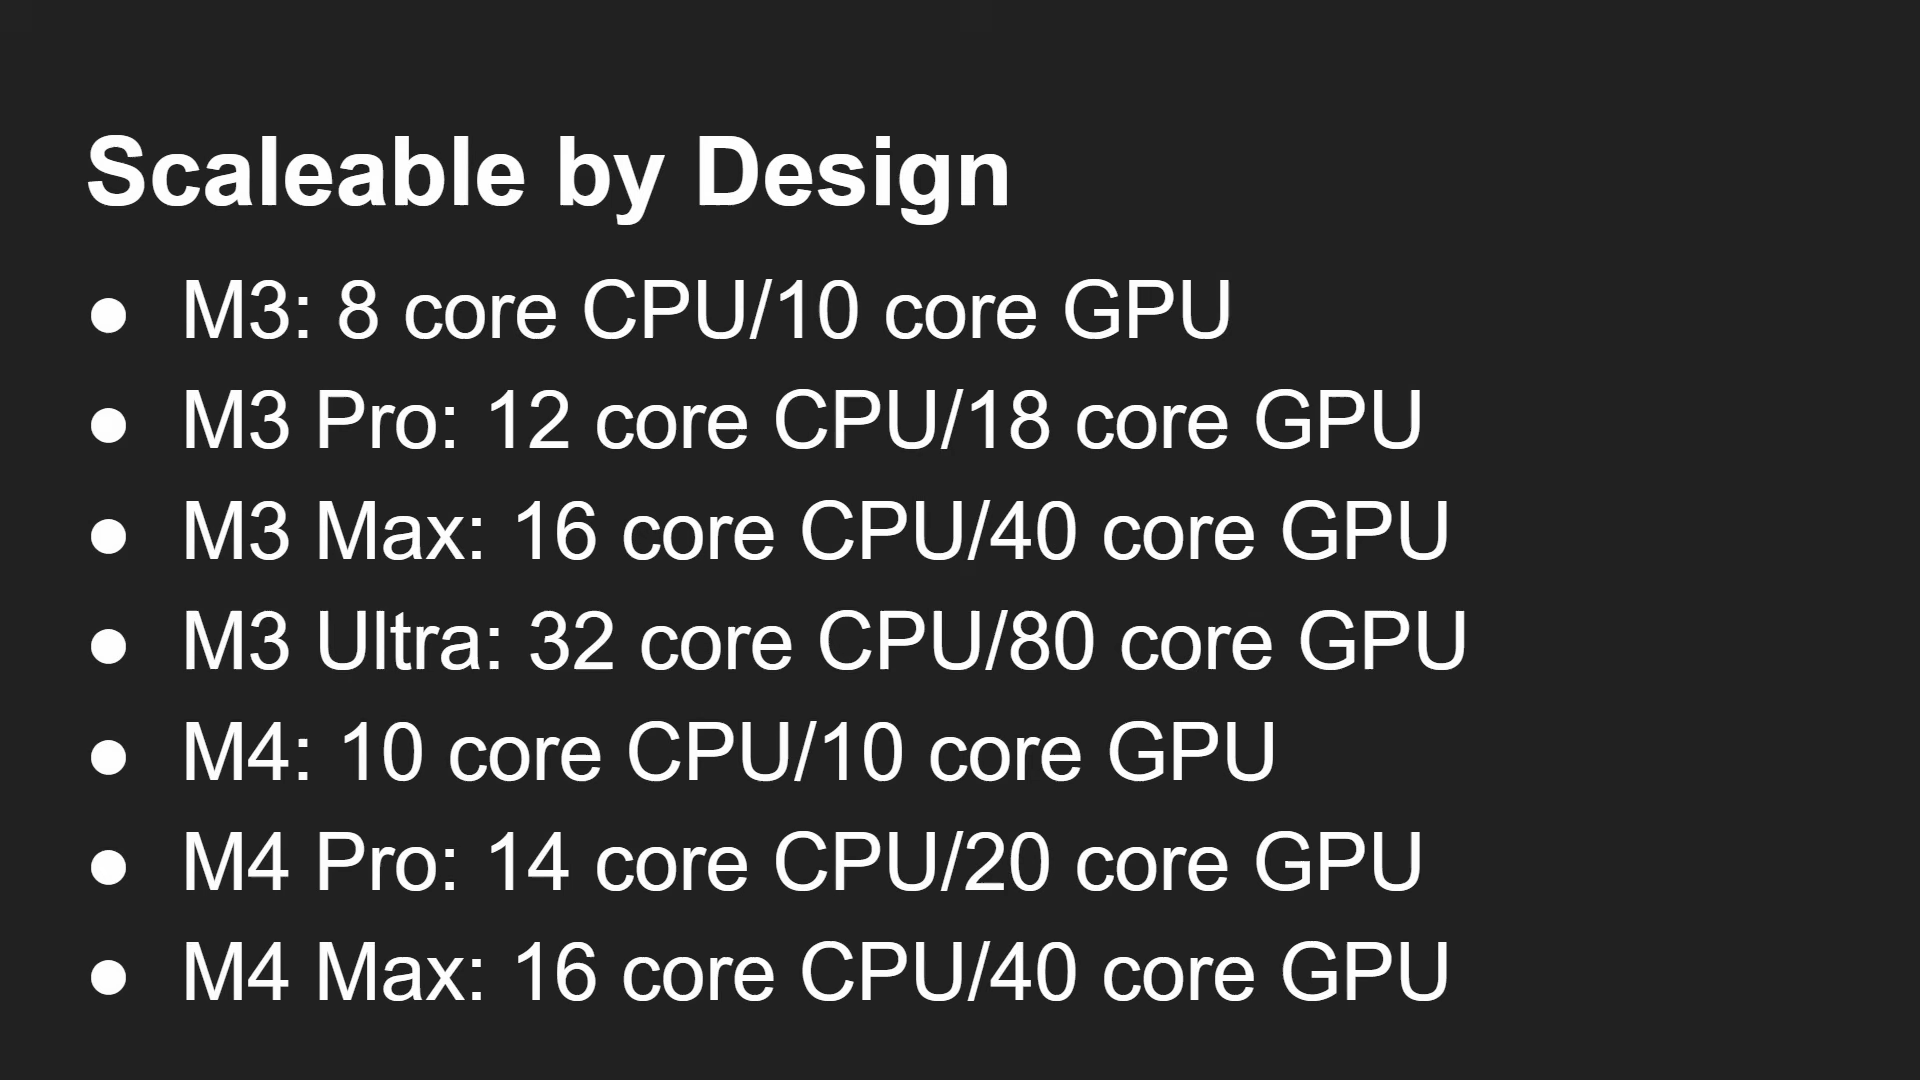 Scaleable by Design
● M3: 8 core CPU/10 core GPU
● M3 Pro: 12 core CPU/18 core GPU
● M3 Max: 16 core CPU/40 core GPU
● M3 Ultra: 32 core CPU/80 core GPU
● M4: 10 core CPU/10 core GPU
● M4 Pro: 14 core CPU/20 core GPU
● M4 Max: 16 core CPU/40 core GPU